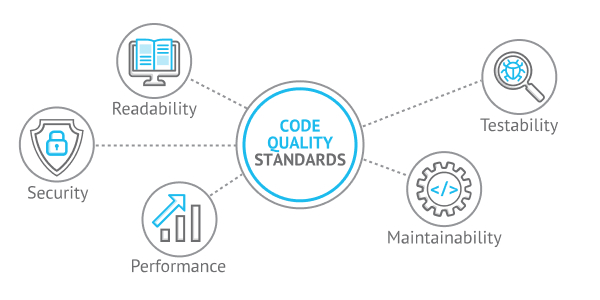 Readability
Testability
CODE
QUALITY
STANDARDS
Security
</>
Maintainability
Performance